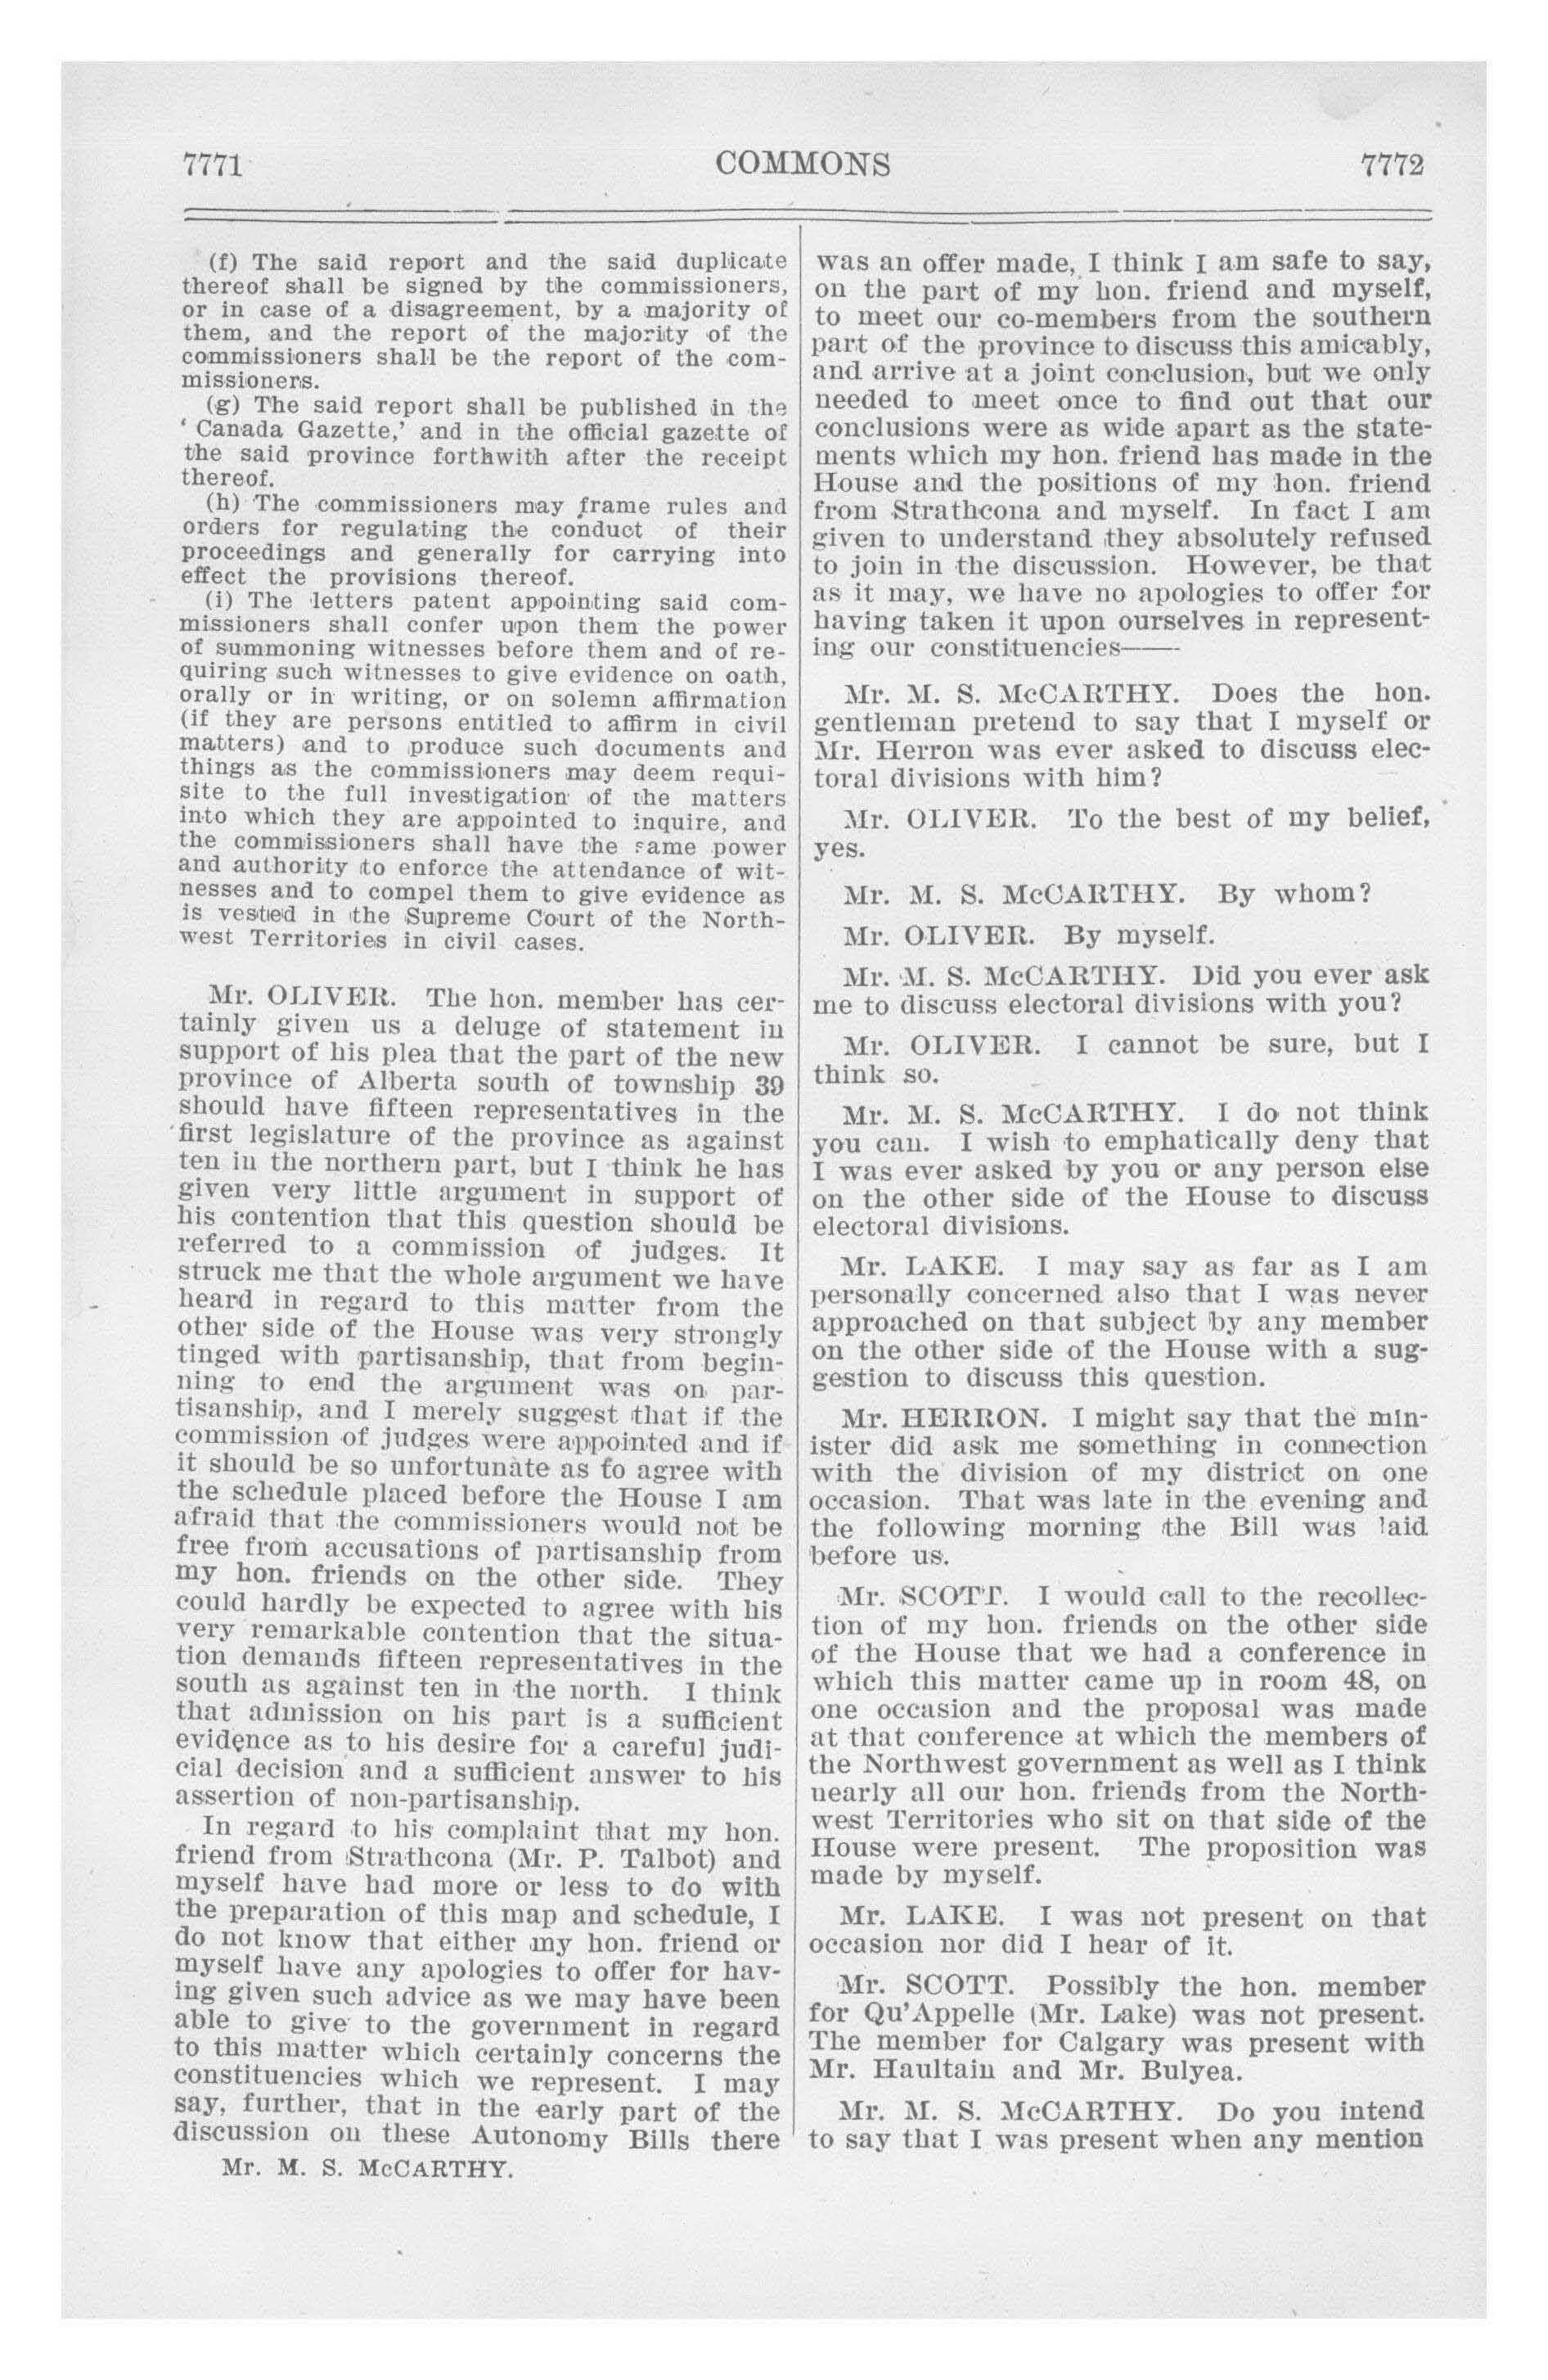 7771 COMMONS 7772
(f) The said report and the said duplicate
thereof shall be signed by the commissioners,
or in case of a disagreement, by a majority of
them, and the report of the majority of the
commissioners shall be the report of the com-
missioners.
(g) The said report shall be published in the
‘ Canada Gazette,’ and in the official gazette of
the said province forthwith after the receipt
thereof.
(h) The commissioners may frame rules and
orders for regulating the conduct of their
proceedings and generally for carrying into
effect the provisions thereof.
(i) The letters patent appointing said com-
missioners shall confer upon them the power
of summoning witnesses before them and of re-
quiring such witnesses to give evidence on oath,
orally or in writing, or on solemn affirmation
(if they are persons entitled to affirm in civil
matters) and to produce such documents and
things as the commissioners may deem requi-
site to the full investigation of the matters
into which they are appointed to inquire, and
the commissioners shall have the same power
and authority to enforce the attendance of wit-
nesses and to compel them to give evidence as
is vested in the Supreme Court of the North-
west Territories in civil cases.
Mr. OLIVER. The hon. member has cer-
tainly given us a deluge of statement in
support of his plea that the part of the new
province of Alberta south of township 39
should have fifteen representatives in the
first legislature of the province as against
ten in the northern part, but I think he has
given very little argument in support of
his contention that this question should be
referred to a commission of judges. It
struck me that the whole argument we have
heard in regard to this matter from the
other side of the House was very strongly
tinged with partisanship, that from begin-
ning to end the argument was on par-
tisanship, and I merely suggest that if the
commission of judges were appointed and if
it should be so unfortunate as to agree with
the schedule placed before the House I am
afraid that the commissioners would not be
free from accusations of partisanship from
my hon. friends on the other side. They
could hardly be expected to agree with his
very remarkable contention that the situa-
tion demands fifteen representatives in the
south as against ten in the north. I think
that admission on his part is a sufficient
evidence as to his desire for a careful judi-
cial decision and a sufficient answer to his
assertion of non-partisanship.
In regard to his complaint that my hon.
friend from Strathcona (Mr. P. Talbot) and
myself have had more or less to do with
the preparation of this map and schedule, I
do not know that either my hon. friend or
myself have any apologies to offer for hav-
ing given such advice as we may have been
able to give to the government in regard
to this matter which certainly concerns the
constituencies which we represent. I may
say, further, that in the early part of the
discussion on these Autonomy Bills there
Mr. M. S. McCARTHY.
was an offer made, I think I am safe to say,
on the part of my hon. friend and myself,
to meet our co-members from the southern
part of the province to discuss this amicably,
and arrive at a joint conclusion, but we only
needed to meet once to find out that our
conclusions were as wide apart as the state-
ments which my hon. friend has made in the
House and the positions of my hon. friend
from Strathcona and myself. In fact I am
given to understand they absolutely refused
to join in the discussion. However, be that
as it may, we have no apologies to offer for
having taken it upon ourselves in represent-
ing our constituencies——
Mr. M. S. McCARTHY. Does the hon.
gentleman pretend to say that I myself or
Mr. Herron was ever asked to discuss elec-
toral divisions with him?
Mr. OLIVER. To the best of my belief,
yes.
Mr. M. S. McCARTHY. By whom?
Mr. OLIVER. By myself.
Mr. M. S. McCARTHY. Did you ever ask
me to discuss electoral divisions with you?
Mr. OLIVER. I cannot be sure, but I
think so.
Mr. M. S. McCARTHY. I do not think
you can. I wish to emphatically deny that
I was ever asked by you or any person else
on the other side of the House to discuss
electoral divisions.
Mr. LAKE. I may say as far as I am
personally concerned also that I was never
approached on that subject by any member
on the other side of the House with a sug-
gestion to discuss this question.
Mr. HERRON. I might say that the min-
ister did ask me something in connection
with the division of my district on one
occasion. That was late in the evening and
the following morning the Bill was laid
before us.
Mr. SCOTT. I would call to the recollec-
tion of my hon. friends on the other side
of the House that we had a conference in
which this matter came up in room 48, on
one occasion and the proposal was made
at that conference at which the members of
the Northwest government as well as I think
nearly all our hon. friends from the North-
west Territories who sit on that side of the
House were present. The proposition was
made by myself.
Mr. LAKE. I was not present on that
occasion nor did I hear of it.
Mr. SCOTT. Possibly the hon. member
for Qu'Appelle (Mr. Lake) was not present.
The member for Calgary was present with
Mr. Haultain and Mr. Bulyea.
Mr. M. S. McCARTHY. Do you intend
to say that I was present when any mention